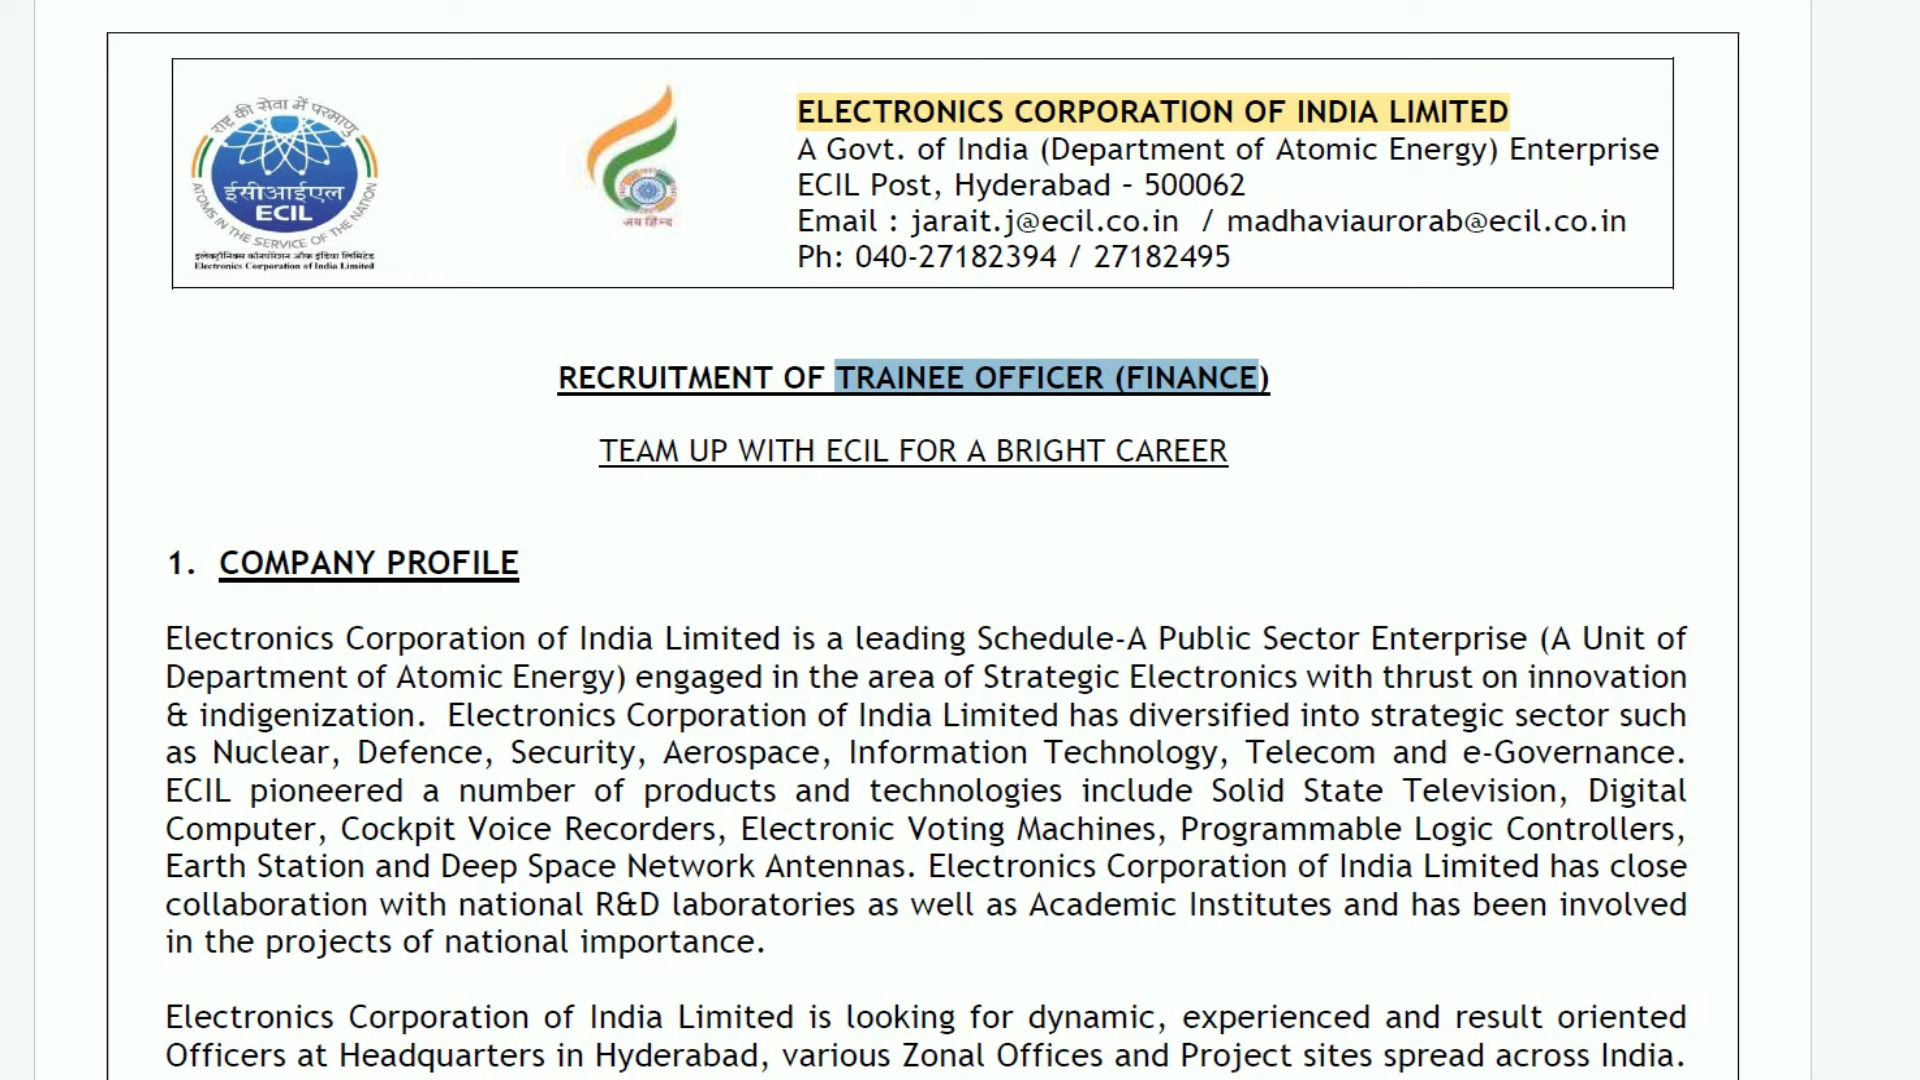 राष्ट्र की सेवा में परमाणु
ईसीआईएल
ECIL
ATOMS IN THE SERVICE OF THE NATION
इलेक्ट्रॉनिक्स कॉर्पोरेशन ऑफ इंडिया लिमिटेड
Electronics Corporation of India Limited
जय हिन्द
ELECTRONICS CORPORATION OF INDIA LIMITED
A Govt. of India (Department of Atomic Energy) Enterprise
ECIL Post, Hyderabad - 500062
Email : jarait.j@ecil.co.in / madhaviaurorab@ecil.co.in
Ph: 040-27182394 / 27182495
RECRUITMENT OF TRAINEE OFFICER (FINANCE)
TEAM UP WITH ECIL FOR A BRIGHT CAREER
1. COMPANY PROFILE
Electronics Corporation of India Limited is a leading Schedule-A Public Sector Enterprise (A Unit of
Department of Atomic Energy) engaged in the area of Strategic Electronics with thrust on innovation
& indigenization. Electronics Corporation of India Limited has diversified into strategic sector such
as Nuclear, Defence, Security, Aerospace, Information Technology, Telecom and e-Governance.
ECIL pioneered a number of products and technologies include Solid State Television, Digital
Computer, Cockpit Voice Recorders, Electronic Voting Machines, Programmable Logic Controllers,
Earth Station and Deep Space Network Antennas. Electronics Corporation of India Limited has close
collaboration with national R&D laboratories as well as Academic Institutes and has been involved
in the projects of national importance.
Electronics Corporation of India Limited is looking for dynamic, experienced and result oriented
Officers at Headquarters in Hyderabad, various Zonal Offices and Project sites spread across India.